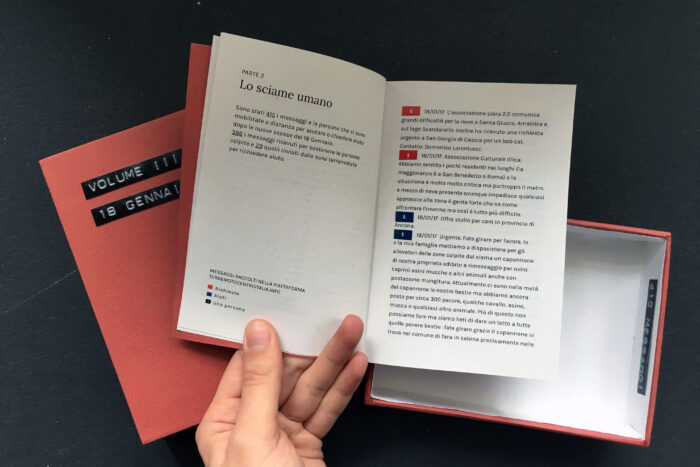 VOLUME III
18 GENNAI
PARTE 2
Lo sciame umano
Sono stati 415 i messaggi e le persone che si sono
mobilitate a distanza per aiutare o chiedere aiuto
dopo le nuove scosse del 18 Gennaio.
386 i messaggi ricevuti per sostenere le persone
colpite e 29 quelli inviati dalle zone terremotate
per richiedere aiuto.
MESSAGGI RACCOLTI NELLA PIATTAFORMA
TERREMOTOCENTROITALIA.INFO
Richieste
Aiuti
Una persona
18/01/17 L'associazione Libra 2.0 comunica
grandi difficoltà per la neve a Santa Giusta, Amatrice e
sul lago Scandarello. Inoltre ha ricevuto una richiesta
urgente a San Giorgio di Cascia per un bob cat.
Contatto: Domenico Lorentucci.
18/01/17 Associazione Culturale Illica:
Abbiamo sentito i pochi residenti nei luoghi (la
maggioranza è a San Benedetto o Roma) e la
situazione è molto molto critica ma purtroppo il metro
e mezzo di neve presente ovunque impedisce qualsiasi
approccio alle zone è gente forte che sa come
affrontare l'inverno ma così è tutto più difficile.
18/01/17 Offro stallo per cani in provincia di
Ancona.
18/01/17 Urgente. Fate girare per favore. Io
e la mia famiglia mettiamo a disposizione per gli
allevatori delle zone colpite dal sisma un capannone
di nostra proprietà adibito a rimessaggio per ovini
caprini asini mucche e altri animali anche con
postazione mungitura. Attualmente ci sono nella metà
del capannone le nostre bestie ma abbiamo ancora
posto per circa 300 pecore, qualche cavallo, asino,
mucca o qualsiasi altro animale. Più di questo non
possiamo fare ma siamo lieti di dare un tetto a tutte
quelle povere bestie. Fate girare grazie il capannone si
trova nel comune di fara in sabina precisamente nelle
415 MESSAGGI